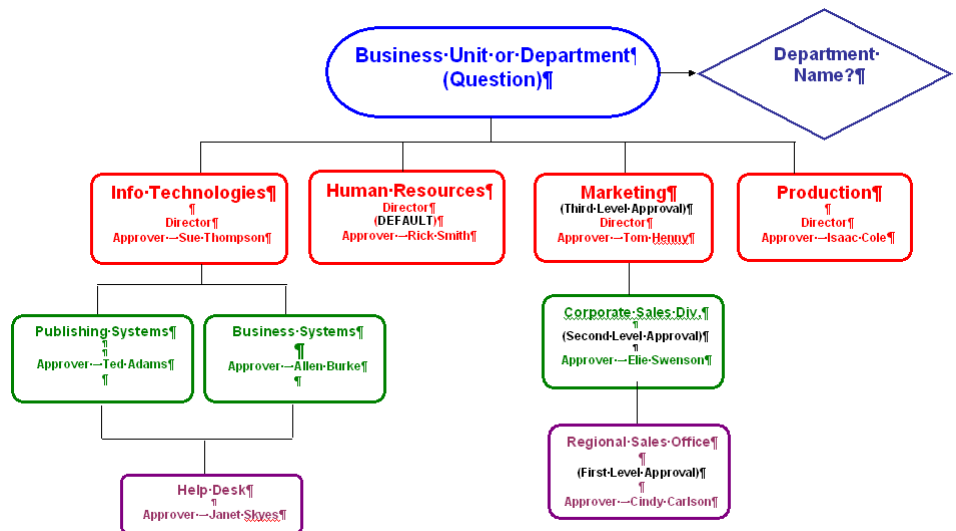 Business·Unit·or·Department¶
(Question)¶
Department·
Name?¶
Info·Technologies¶
¶
Director¶
Approver·–·Sue·Thompson¶
Human·Resources¶
Director¶
(DEFAULT)¶
Approver·–·Rick·Smith¶
Marketing¶
(Third·Level·Approval)¶
Director¶
Approver·–·Tom·Henny¶
Production¶
¶
Director¶
Approver·–·Isaac·Cole¶
Publishing·Systems¶
¶
¶
Approver·–·Ted·Adams¶
¶
Business·Systems¶
¶
Approver·–·Allen·Burke¶
¶
Corporate·Sales·Div.¶
¶
(Second·Level·Approval)¶
¶
Approver·–·Elie·Swenson¶
Help·Desk¶
¶
Approver·–·Janet·Skyes¶
Regional·Sales·Office¶
¶
(First·Level·Approval)¶
¶
Approver·–·Cindy·Carlson¶